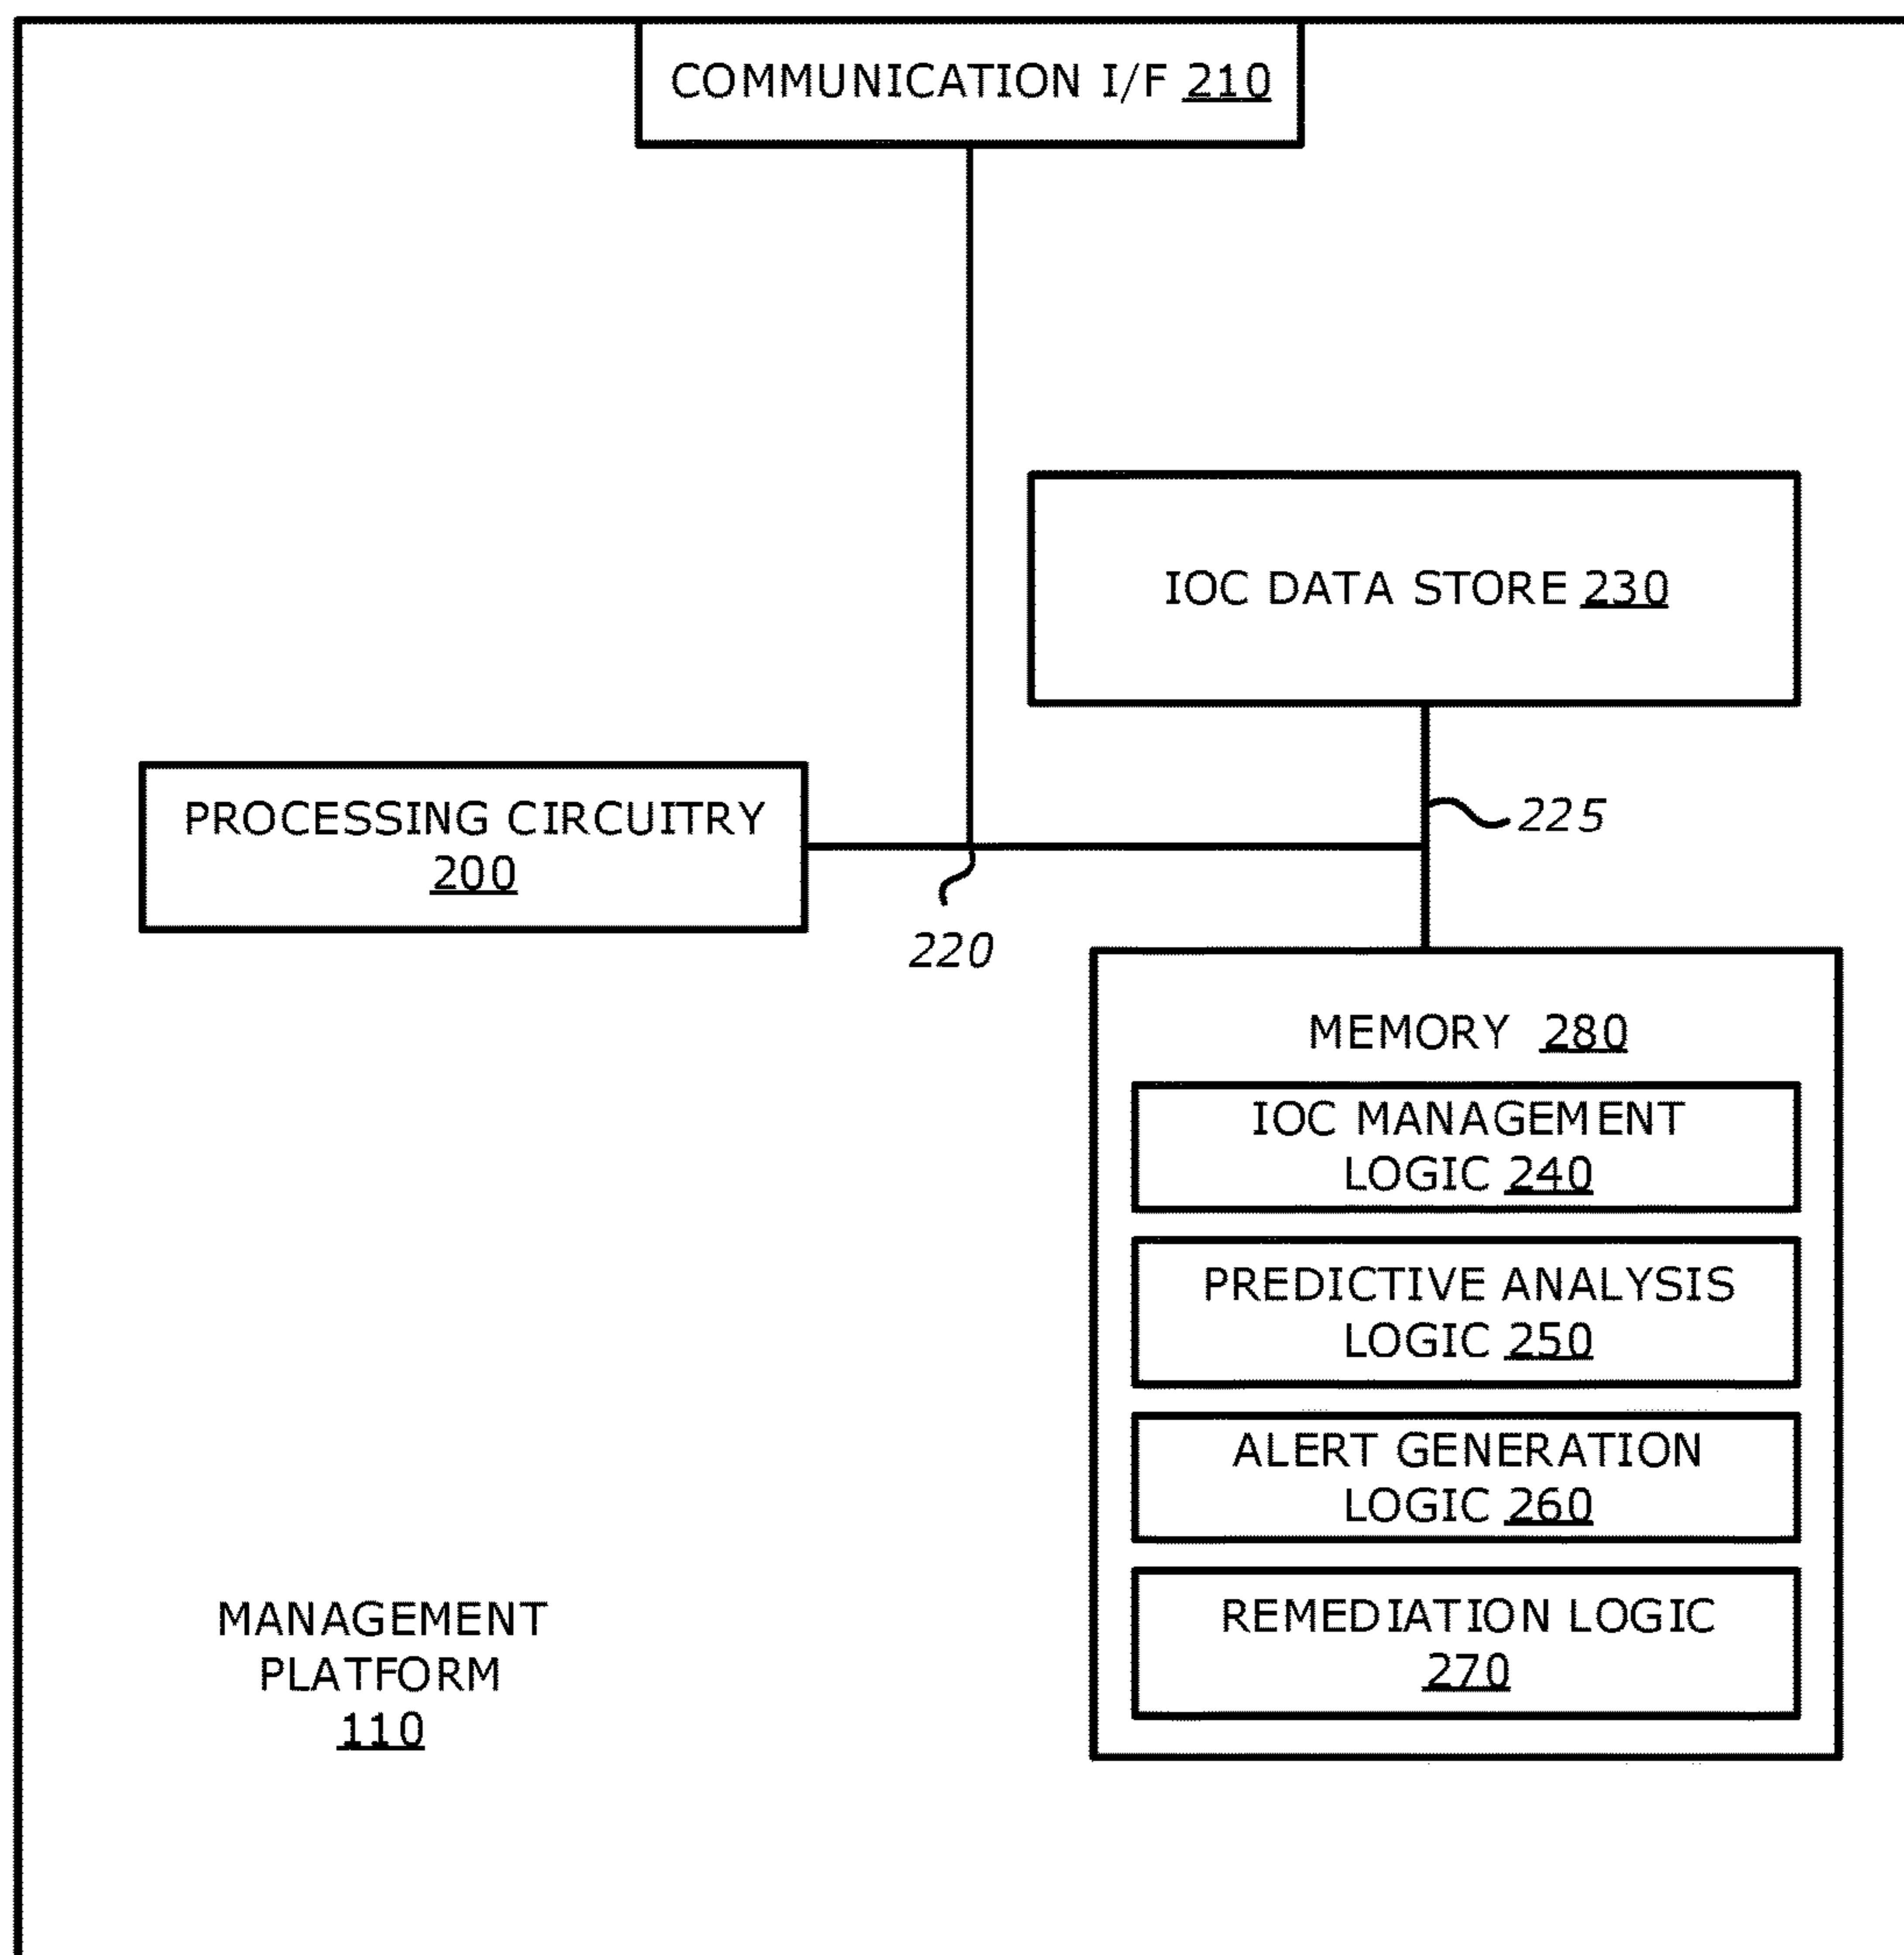 COMMUNICATION I/F 210
IOC DATA STORE 230
PROCESSING CIRCUITRY
200
225
220
MEMORY 280
IOC MANAGEMENT
LOGIC 240
PREDICTIVE ANALYSIS
LOGIC 250
ALERT GENERATION
LOGIC 260
REMEDIATION LOGIC
270
MANAGEMENT
PLATFORM
110